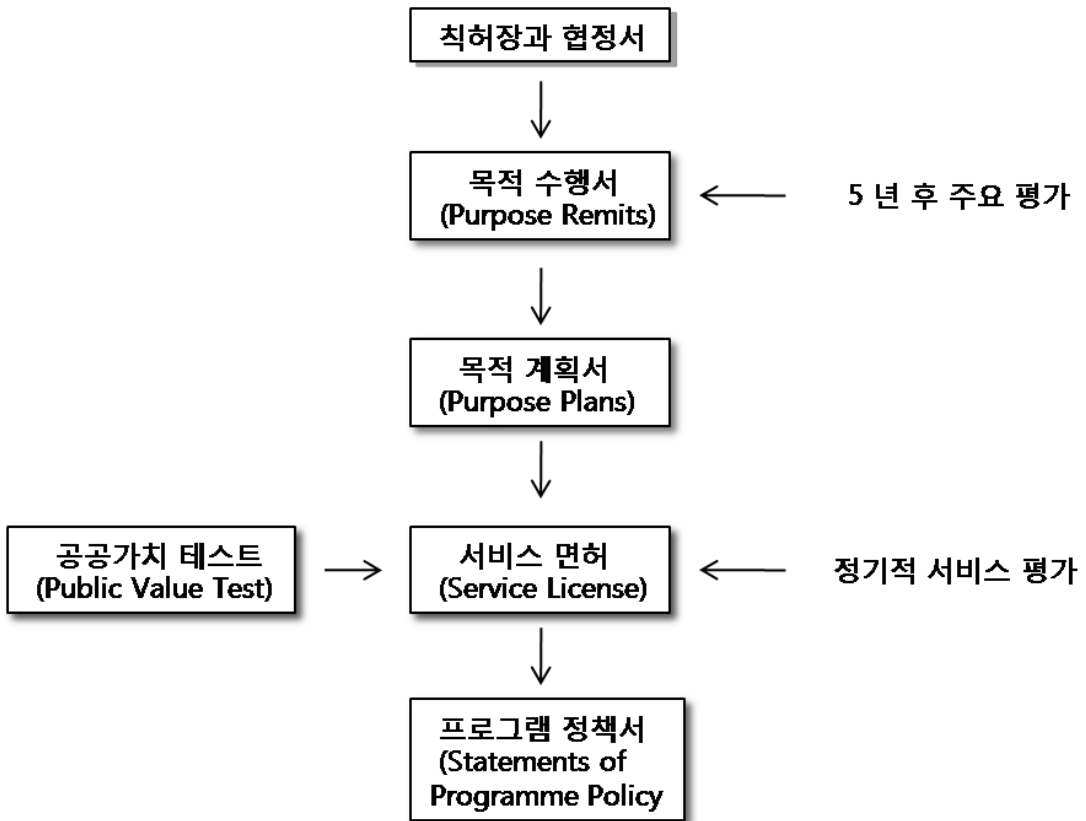 칙허장과 협정서
목적 수행서
(Purpose Remits)
5 년 후 주요 평가
목적 계획서
(Purpose Plans)
공공가치 테스트
(Public Value Test)
서비스 면허
(Service License)
정기적 서비스 평가
프로그램 정책서
(Statements of
Programme Policy